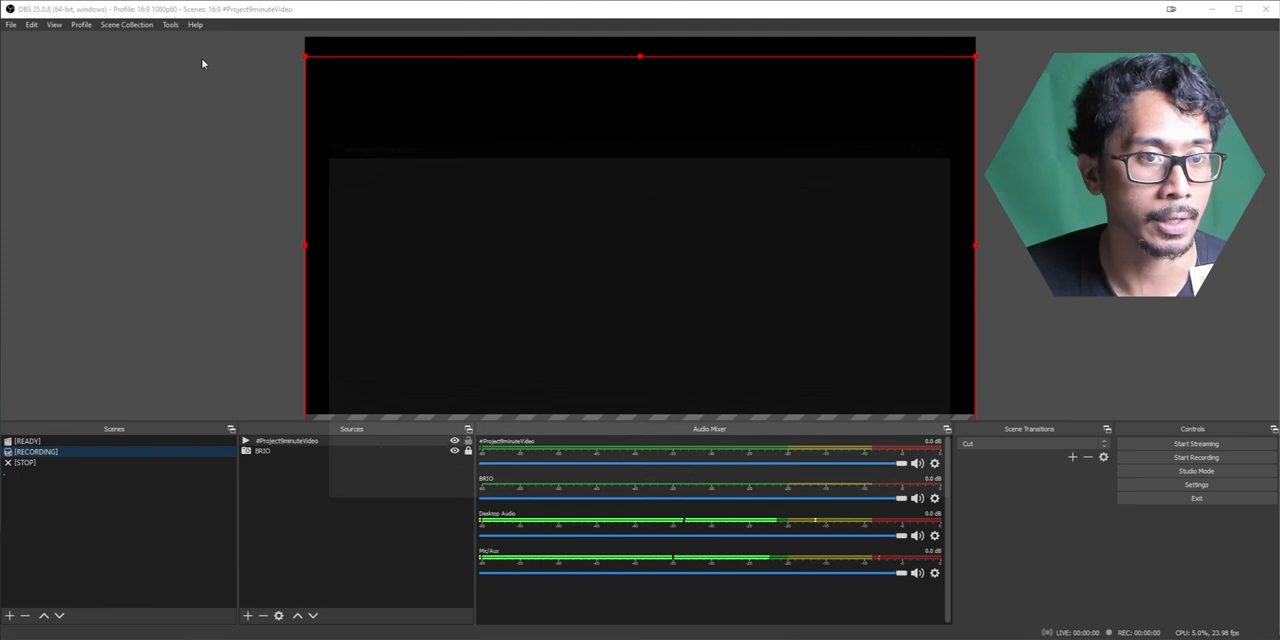 OBS 25.0.8 (64-bit, windows) - Profile: 16:9 1080p60 - Scenes: 16:9 #Project9minuteVideo
File Edit View Profile Scene Collection Tools Help
Scenes
[READY]
[RECORDING]
[STOP]
Sources
#Project9minuteVideo
BRIO
Audio Mixer
#Project9minuteVideo 0.0 dB
BRIO 0.0 dB
Desktop Audio 0.0 dB
Mic/Aux 0.0 dB
Scene Transitions
Cut
Controls
Start Streaming
Start Recording
Studio Mode
Settings
Exit
LIVE: 00:00:00 REC: 00:00:00 CPU: 5.0%, 23.98 fps